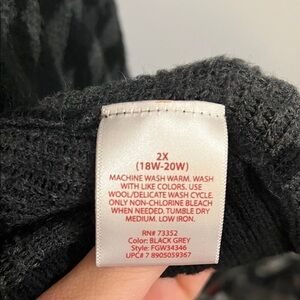 2X
(18W-20W)
MACHINE WASH WARM. WASH
WITH LIKE COLORS. USE
WOOL/DELICATE WASH CYCLE.
ONLY NON-CHLORINE BLEACH
WHEN NEEDED. TUMBLE DRY
MEDIUM. LOW IRON.
RN# 73352
Color: BLACK GREY
Style: FGW34346
UPC# 7 8905059367